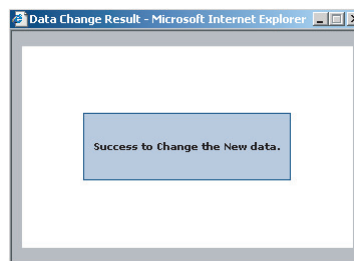 Data Change Result - Microsoft Internet Explorer
Success to Change the New data.